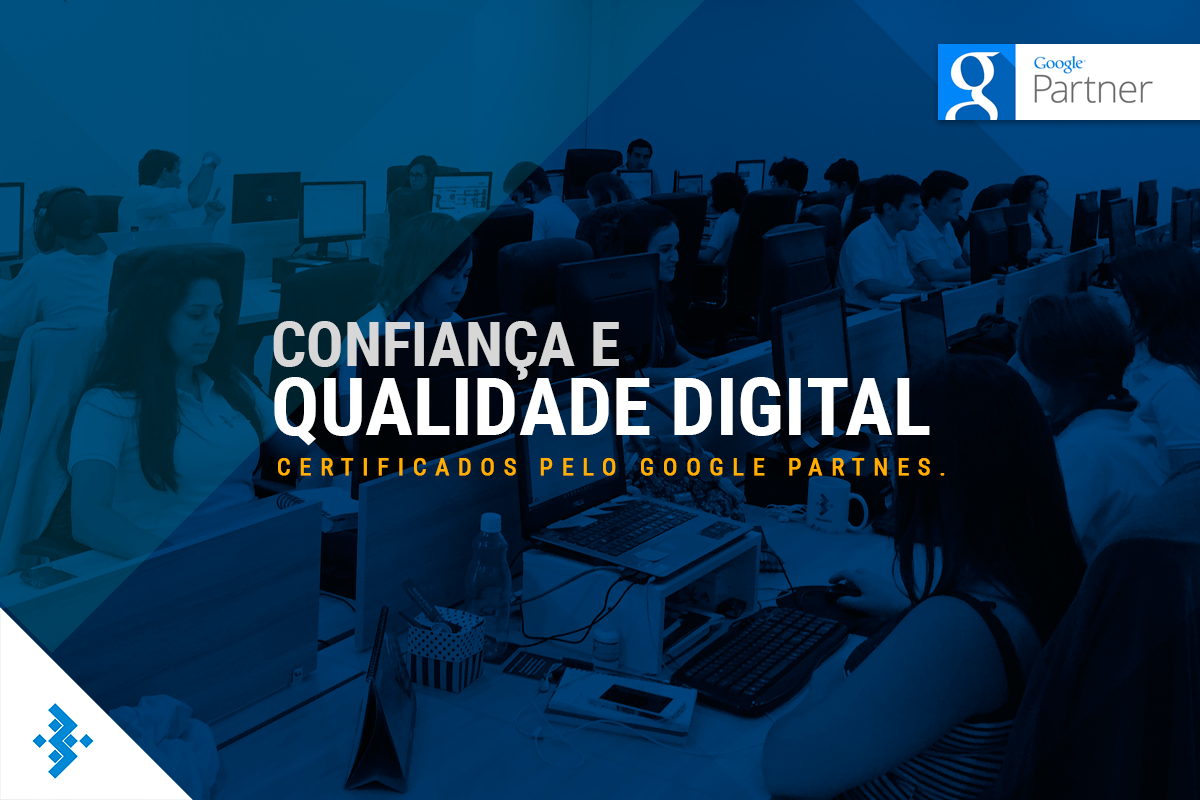 g
Google
Partner
CONFIANÇA E
QUALIDADE DIGITAL
CERTIFICADOS PELO GOOGLE PARTNES.